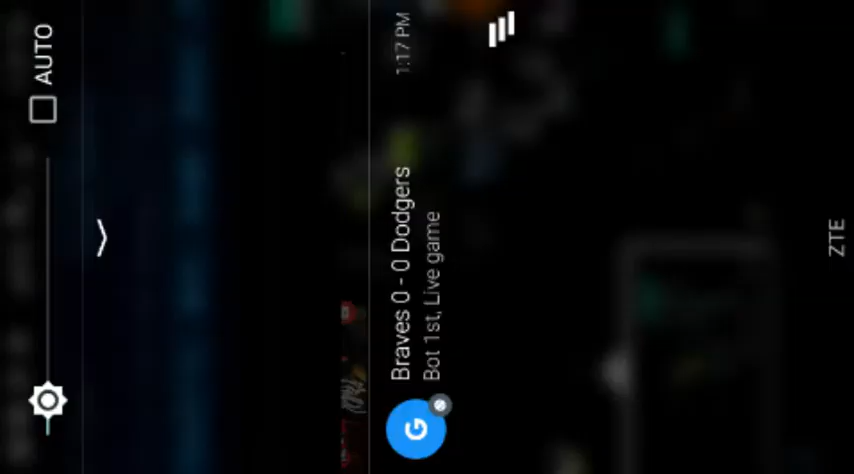 AUTO
1:17 PM
Braves 0 - 0 Dodgers
Bot 1st, Live game
G
ZTE